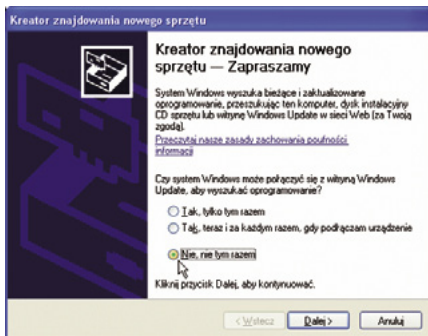 Kreator znajdowania nowego sprzętu
Kreator znajdowania nowego
sprzętu — Zapraszamy
System Windows wyszuka bieżące i zaktualizowane
oprogramowanie, przeszukując ten komputer, dysk instalacyjny
CD sprzętu lub witrynę Windows Update w sieci Web (za Twoją
zgodą).
Przeczytaj nasze zasady zachowania poufności
informacji
Czy system Windows może połączyć się z witryną Windows
Update, aby wyszukać oprogramowanie?
Tak, tylko tym razem
Tak, teraz i za każdym razem, gdy podłączam urządzenie
Nie, nie tym razem
Kliknij przycisk Dalej, aby kontynuować.
< Wstecz Dalej > Anuluj